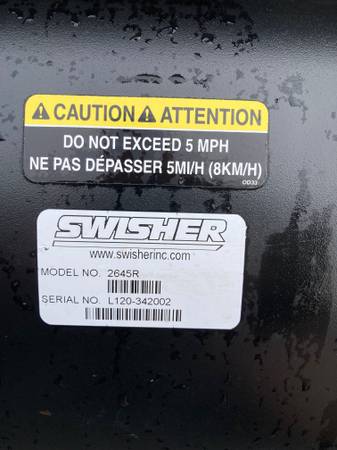 CAUTION ATTENTION
DO NOT EXCEED 5 MPH
NE PAS DÉPASSER 5MI/H (8KM/H)
OD33
SWISHER
www.swisherinc.com
MODEL NO. 2645R
SERIAL NO. L120-342002